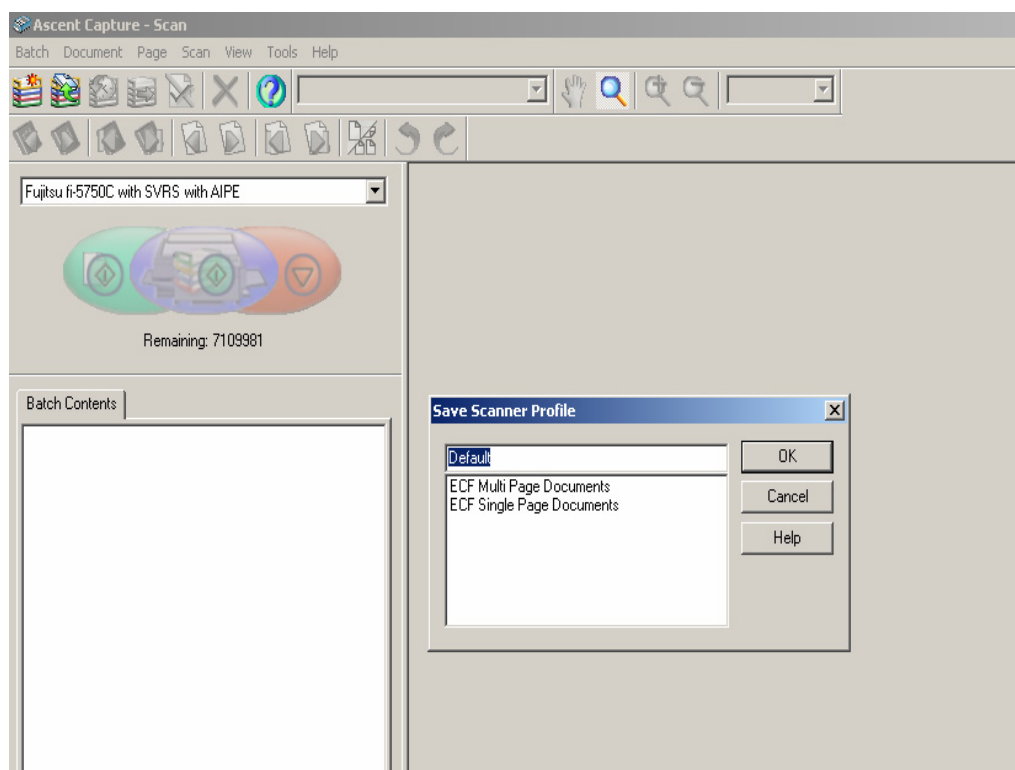 Ascent Capture - Scan
Batch Document Page Scan View Tools Help
Fujitsu fi-5750C with SVRS with AIPE
Remaining: 7109981
Batch Contents
Save Scanner Profile
Default
OK
ECF Multi Page Documents
ECF Single Page Documents
Cancel
Help